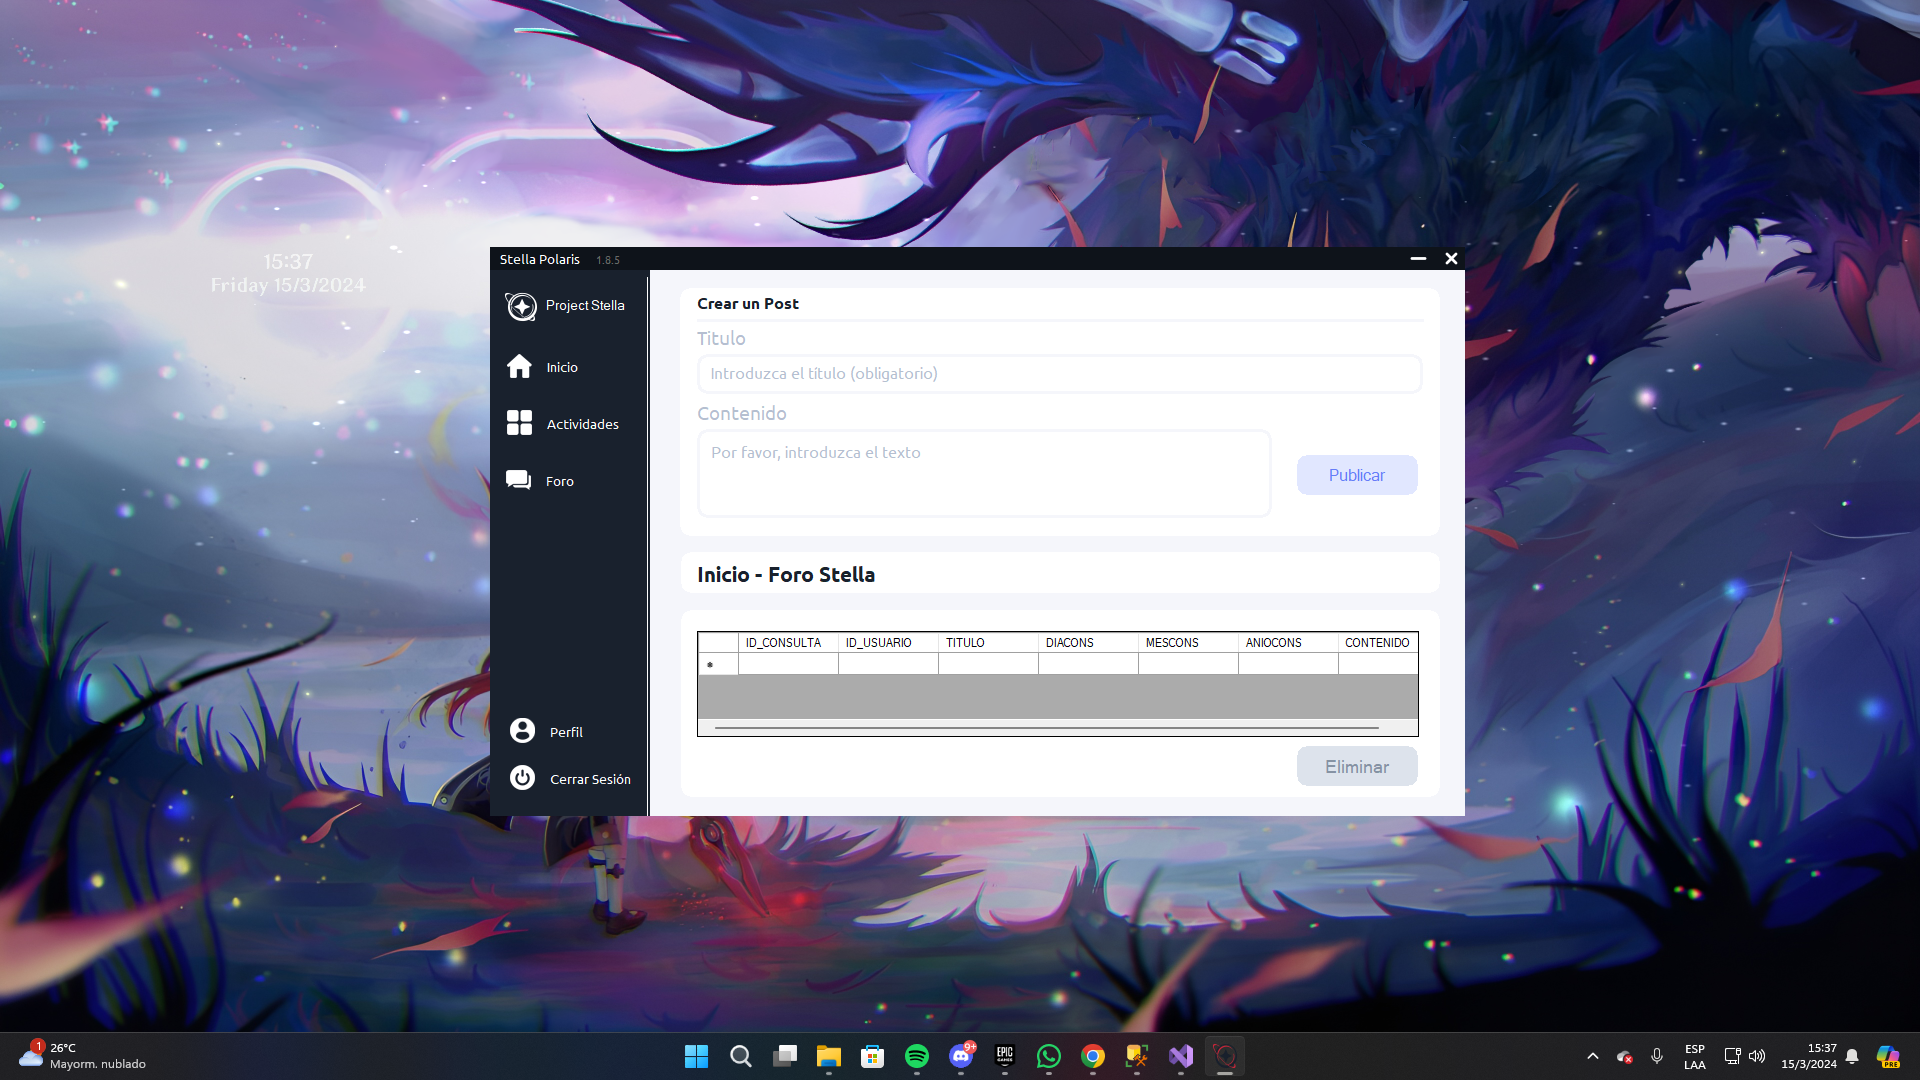 15:37
Friday 15/3/2024
Stella Polaris 1.8.5
Project Stella
Inicio
Actividades
Foro
Perfil
Cerrar Sesión
Crear un Post
Titulo
Introduzca el título (obligatorio)
Contenido
Por favor, introduzca el texto
Publicar
Inicio - Foro Stella
ID_CONSULTA ID_USUARIO TITULO DIACONS MESCONS ANIOCONS CONTENIDO
*
Eliminar
1
26°C
Mayorm. nublado
9+
EPIC
GAMES
ESP
LAA
15:37
15/3/2024
PRE